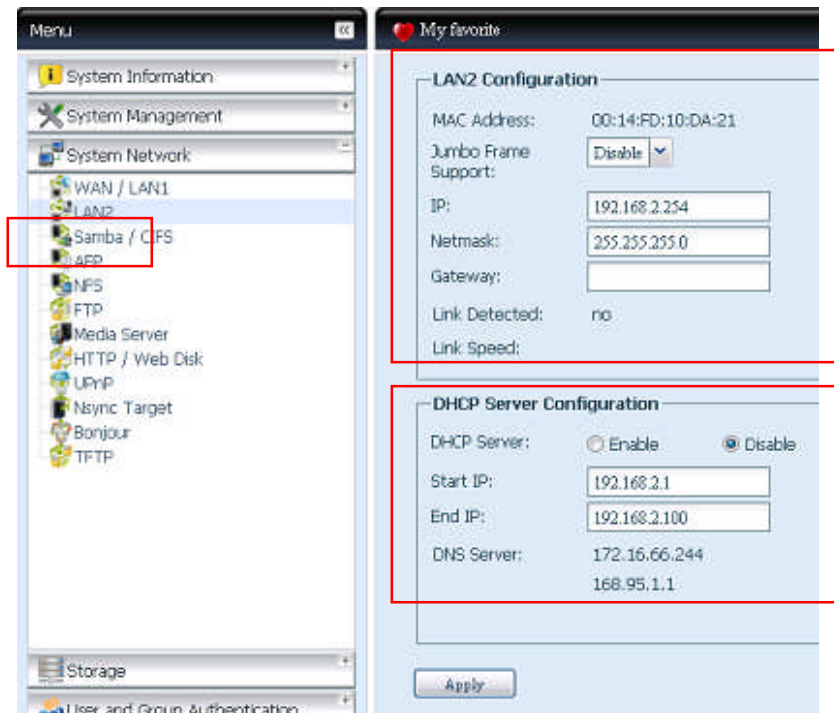 Menu
My favorite
System Information
System Management
System Network
WAN / LAN1
LAN2
Samba / CIFS
AFP
NFS
FTP
Media Server
HTTP / Web Disk
UPnP
Nsync Target
Bonjour
TFTP
Storage
User and Group Authentication
LAN2 Configuration
MAC Address: 00:14:FD:10:DA:21
Jumbo Frame Support: Disable
IP: 192.168.2.254
Netmask: 255.255.255.0
Gateway:
Link Detected: no
Link Speed:
DHCP Server Configuration
DHCP Server: Enable Disable
Start IP: 192.168.2.1
End IP: 192.168.2.100
DNS Server: 172.16.66.244
168.95.1.1
Apply